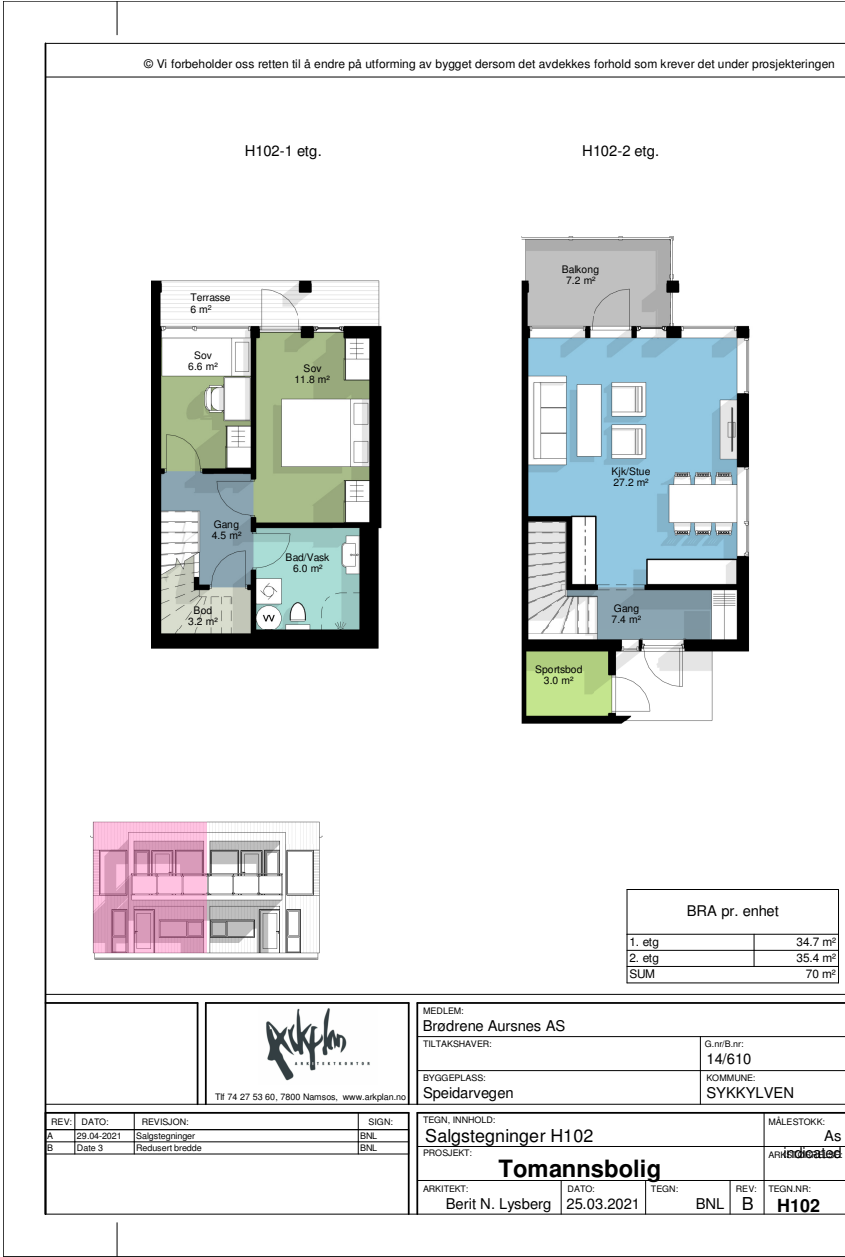 © Vi forbeholder oss retten til å endre på utforming av bygget dersom det avdekkes forhold som krever det under prosjekteringen
H102-1 etg.
H102-2 etg.
Balkong
7.2 m²
Terrasse
6 m²
Sov
6.6 m²
Sov
11.8 m²
Kjk/Stue
27.2 m²
Gang
4.5 m²
Bad/Vask
6.0 m²
Bod
3.2 m²
VV
Gang
7.4 m²
Sportsbod
3.0 m²
BRA pr. enhet
1. etg 34.7 m²
2. etg 35.4 m²
SUM 70 m²
Arkplan
ARKITEKTKONTOR
Tlf 74 27 53 60, 7800 Namsos, www.arkplan.no
MEDLEM:
Brødrene Aursnes AS
TILTAKSHAVER:
G.nr/B.nr:
14/610
BYGGEPLASS:
Speidarvegen
KOMMUNE:
SYKKYLVEN
REV: DATO: REVISJON: SIGN:
A 29.04-2021 Salgstegninger BNL
B Date 3 Redusert bredde BNL
TEGN, INNHOLD:
Salgstegninger H102
MÅLESTOKK:
As
indicated
PROSJEKT:
Tomannsbolig
ARKITEKT:
Berit N. Lysberg
DATO:
25.03.2021
TEGN:
BNL
REV:
B
TEGN.NR:
H102